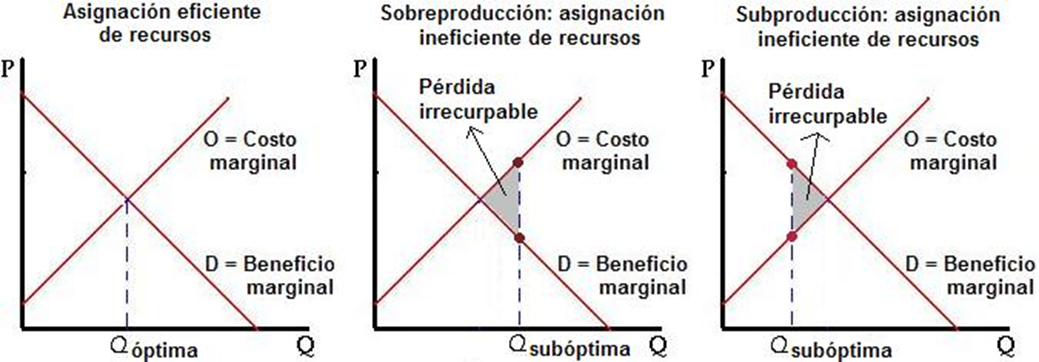 Asignación eficiente
de recursos
P
O = Costo
marginal
D = Beneficio
marginal
Q óptima
Q
Sobreproducción: asignación
ineficiente de recursos
P
Pérdida
irrecurpable
O = Costo
marginal
D = Beneficio
marginal
Q subóptima
Q
Subproducción: asignación
ineficiente de recursos
P
Pérdida
irrecurpable
O = Costo
marginal
D = Beneficio
marginal
Q subóptima
Q